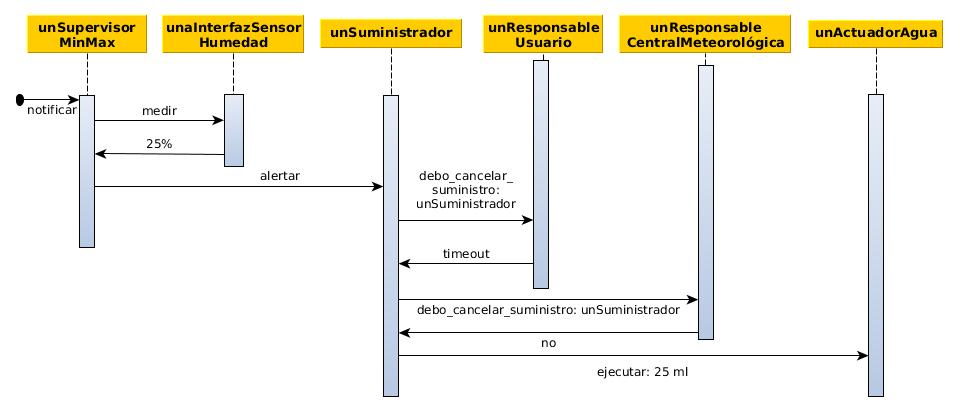 unSupervisor
MinMax
unaInterfazSensor
Humedad
unSuministrador
unResponsable
Usuario
unResponsable
CentralMeteorológica
unActuadorAgua
notificar
medir
25%
alertar
debo_cancelar_
suministro:
unSuministrador
timeout
debo_cancelar_suministro: unSuministrador
no
ejecutar: 25 ml